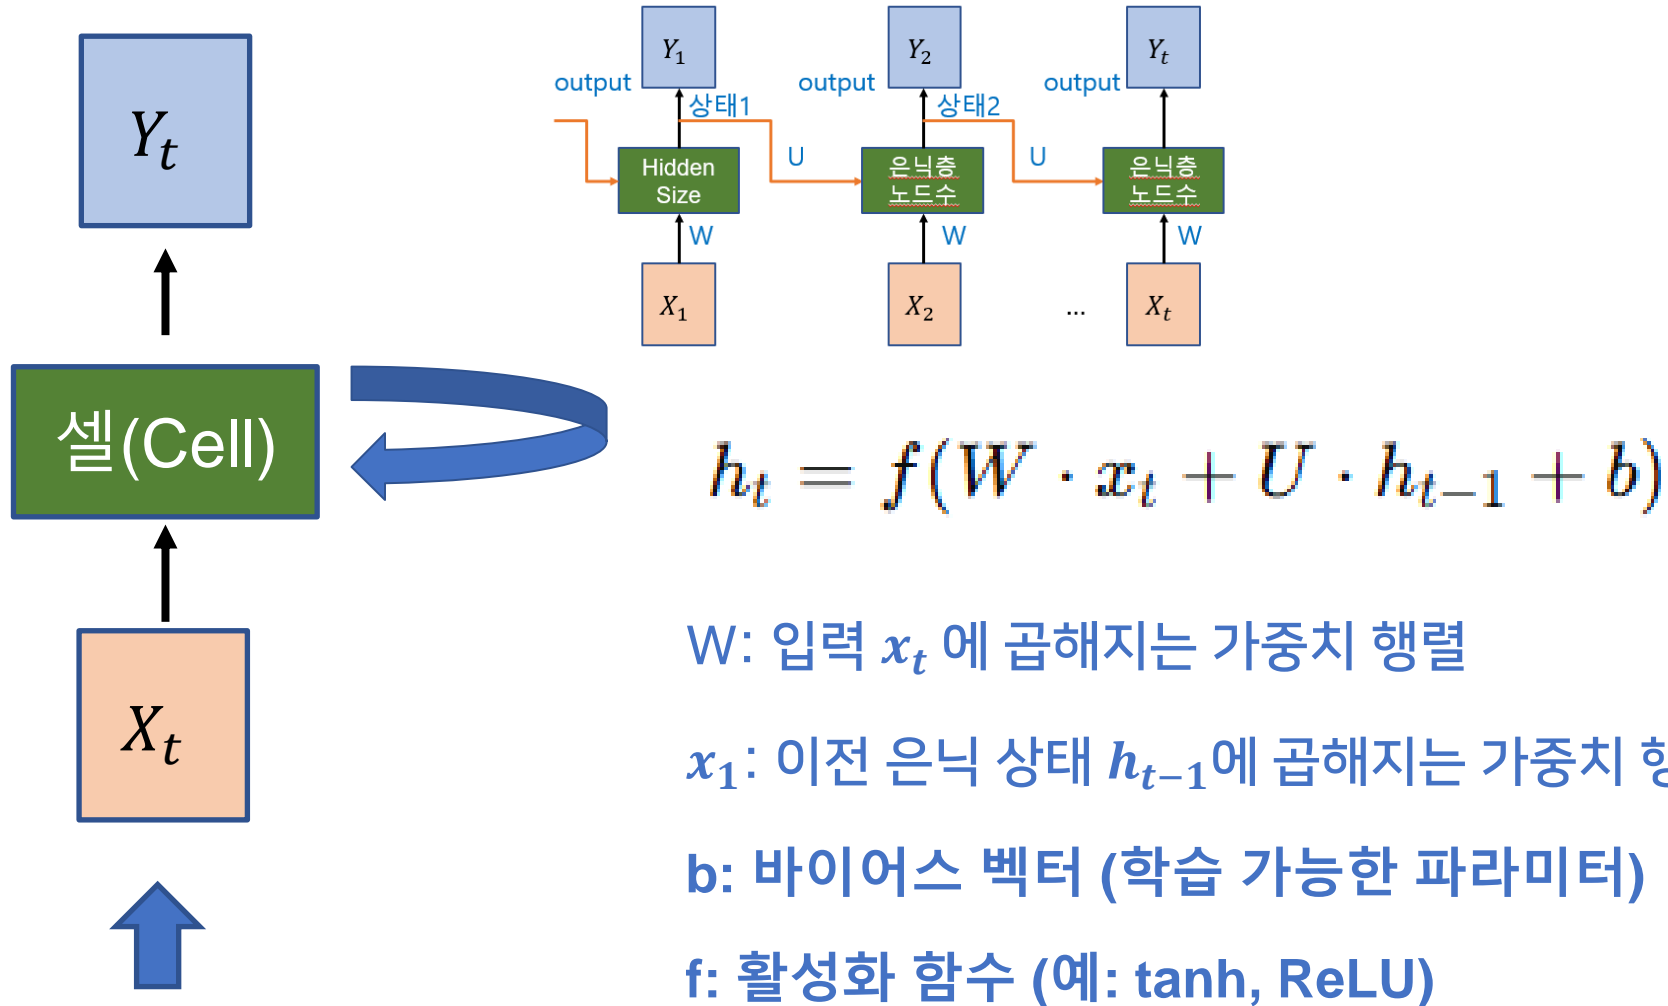 Y_t
셀(Cell)
X_t
Y_1
Y_2
Y_t
output
output
output
상태1
상태2
U
U
Hidden
Size
은닉층
노드수
은닉층
노드수
W
W
W
X_1
X_2
...
X_t
h_t = f(W · x_t + U · h_{t−1} + b)
W: 입력 x_t 에 곱해지는 가중치 행렬
x_1: 이전 은닉 상태 h_{t−1}에 곱해지는 가중치
b: 바이어스 벡터 (학습 가능한 파라미터)
f: 활성화 함수 (예: tanh, ReLU)